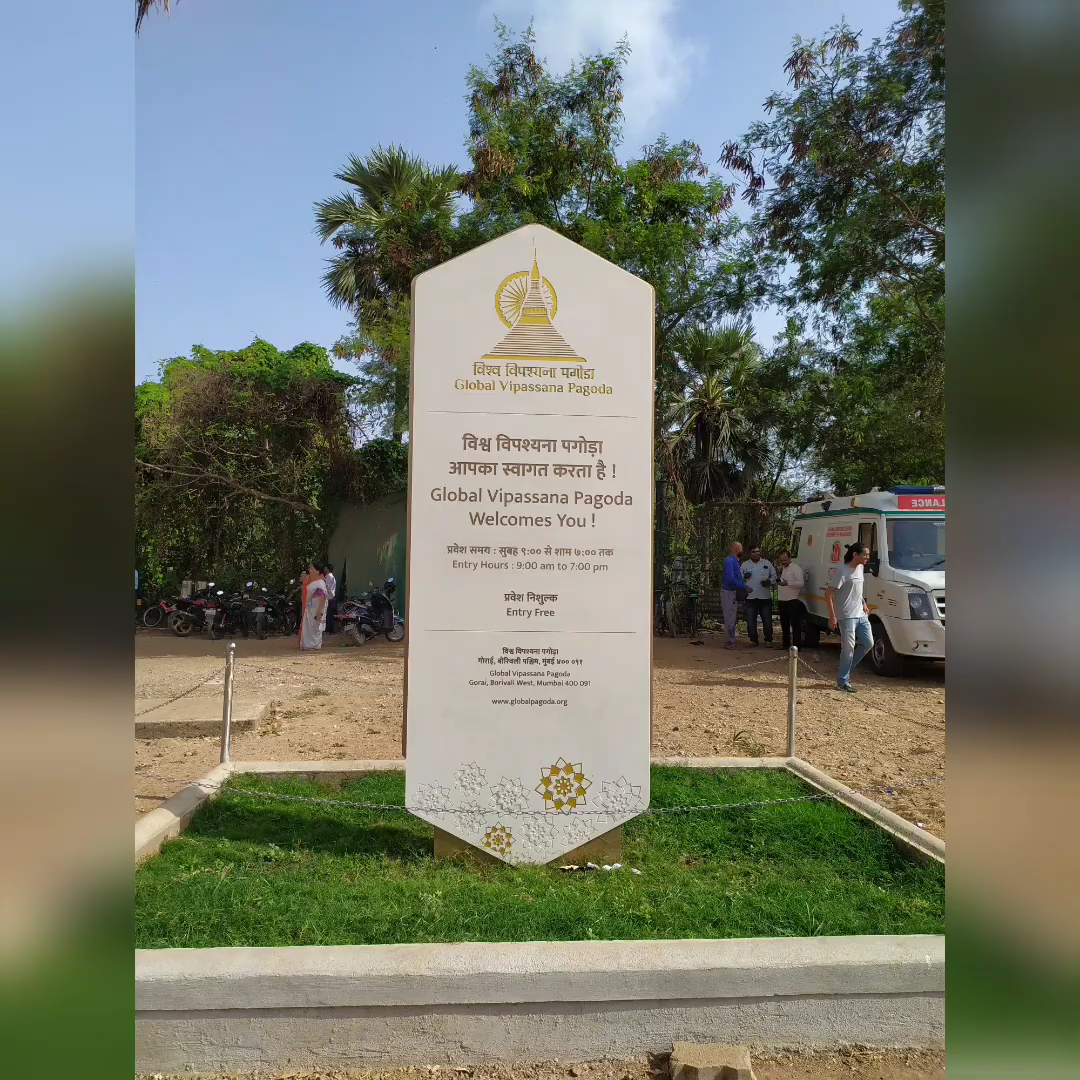 विश्व विपश्यना पगोडा
Global Vipassana Pagoda
विश्व विपश्यना पगोड़ा
आपका स्वागत करता है !
Global Vipassana Pagoda
Welcomes You !
प्रवेश समय : सुबह ९:०० से शाम ७:०० तक
Entry Hours : 9:00 am to 7:00 pm
प्रवेश निशुल्क
Entry Free
विश्व विपश्यना पगोडा
गोराई, बोरिवली पश्चिम, मुंबई ४०० ०९१
Global Vipassana Pagoda
Gorai, Borivali West, Mumbai 400 091
www.globalpagoda.org